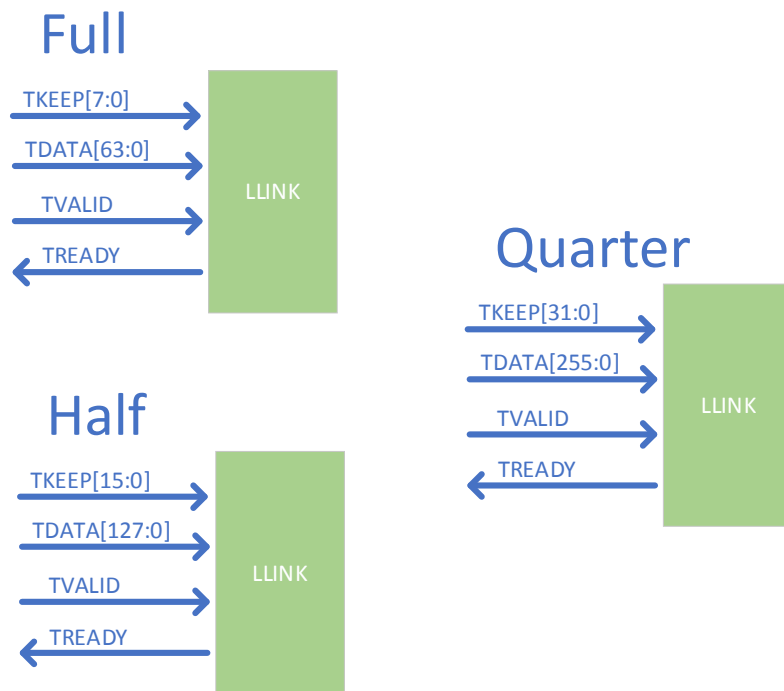 Full
TKEEP[7:0]
TDATA[63:0]
TVALID
TREADY
LLINK
Quarter
TKEEP[31:0]
TDATA[255:0]
TVALID
TREADY
LLINK
Half
TKEEP[15:0]
TDATA[127:0]
TVALID
TREADY
LLINK